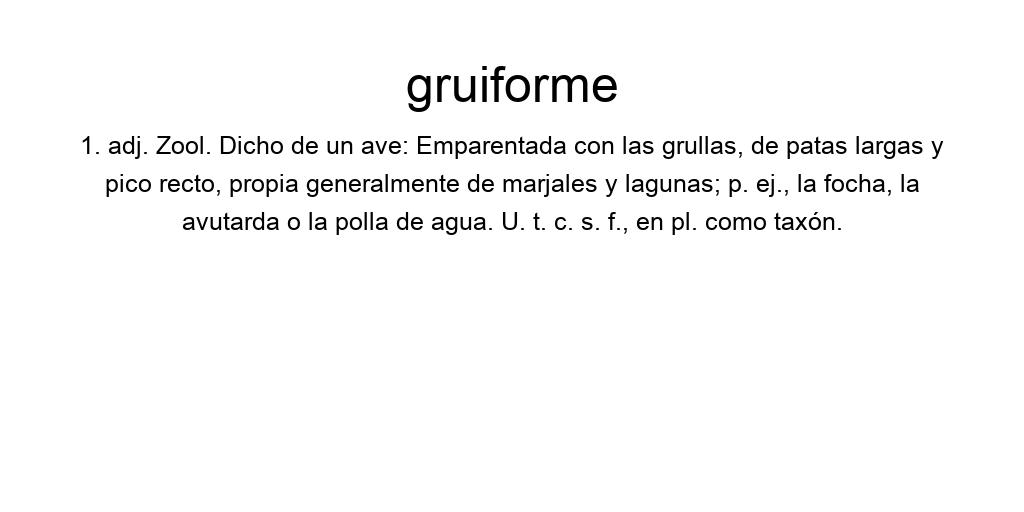 gruiforme
1. adj. Zool. Dicho de un ave: Emparentada con las grullas, de patas largas y
pico recto, propia generalmente de marjales y lagunas; p. ej., la focha, la
avutarda o la polla de agua. U. t. c. s. f., en pl. como taxón.